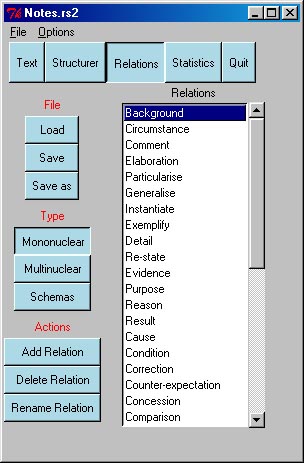 Notes.rs2
File Options
Text Structurer Relations Statistics Quit
File
Load
Save
Save as
Type
Mononuclear
Multinuclear
Schemas
Actions
Add Relation
Delete Relation
Rename Relation
Relations
Background
Circumstance
Comment
Elaboration
Particularise
Generalise
Instantiate
Exemplify
Detail
Re-state
Evidence
Purpose
Reason
Result
Cause
Condition
Correction
Counter-expectation
Concession
Comparison